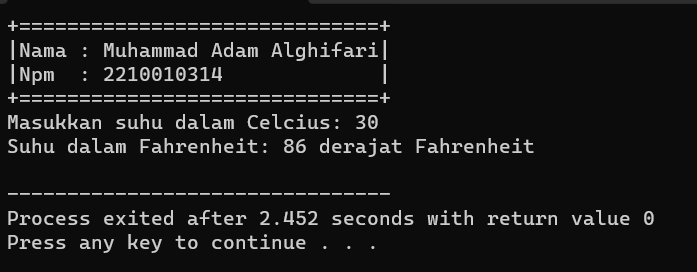 +==============================+
|Nama : Muhammad Adam Alghifari|
|Npm  : 2210010314             |
+==============================+
Masukkan suhu dalam Celcius: 30
Suhu dalam Fahrenheit: 86 derajat Fahrenheit
--------------------------------
Process exited after 2.452 seconds with return value 0
Press any key to continue . . .